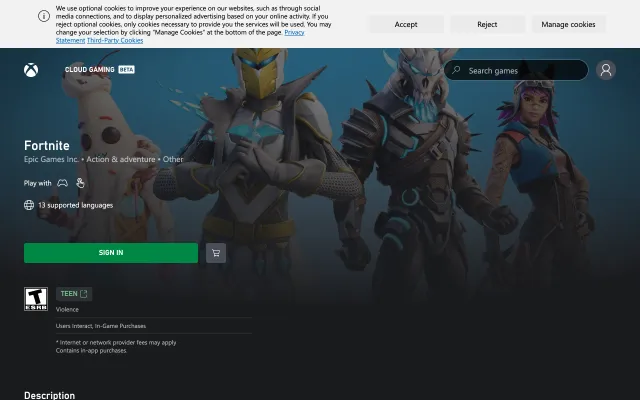 We use optional cookies to improve your experience on our websites, such as through social
media connections, and to display personalized advertising based on your online activity. If you
reject optional cookies, only cookies necessary to provide you the services will be used. You may
change your selection by clicking "Manage Cookies" at the bottom of the page. Privacy
Statement Third-Party Cookies
Accept
Reject
Manage cookies
CLOUD GAMING BETA
Search games
Fortnite
Epic Games Inc. • Action & adventure • Other
Play with
13 supported languages
SIGN IN
T
ESRB
TEEN
Violence
Users Interact, In-Game Purchases
* Internet or network provider fees may apply
Contains in-app purchases.
Description